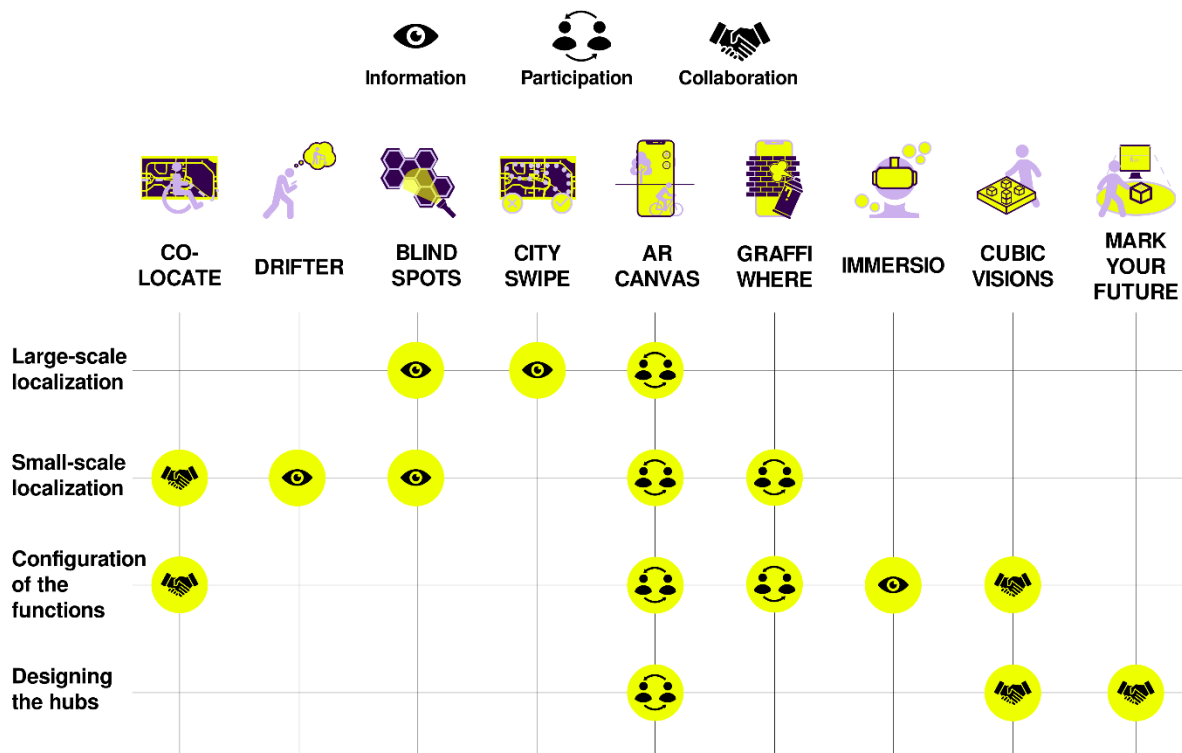 Information
Participation
Collaboration
CO-
LOCATE
DRIFTER
BLIND
SPOTS
CITY
SWIPE
AR
CANVAS
GRAFFI
WHERE
IMMERSIO
CUBIC
VISIONS
MARK
YOUR
FUTURE
Large-scale
localization
Small-scale
localization
Configuration
of the
functions
Designing
the hubs